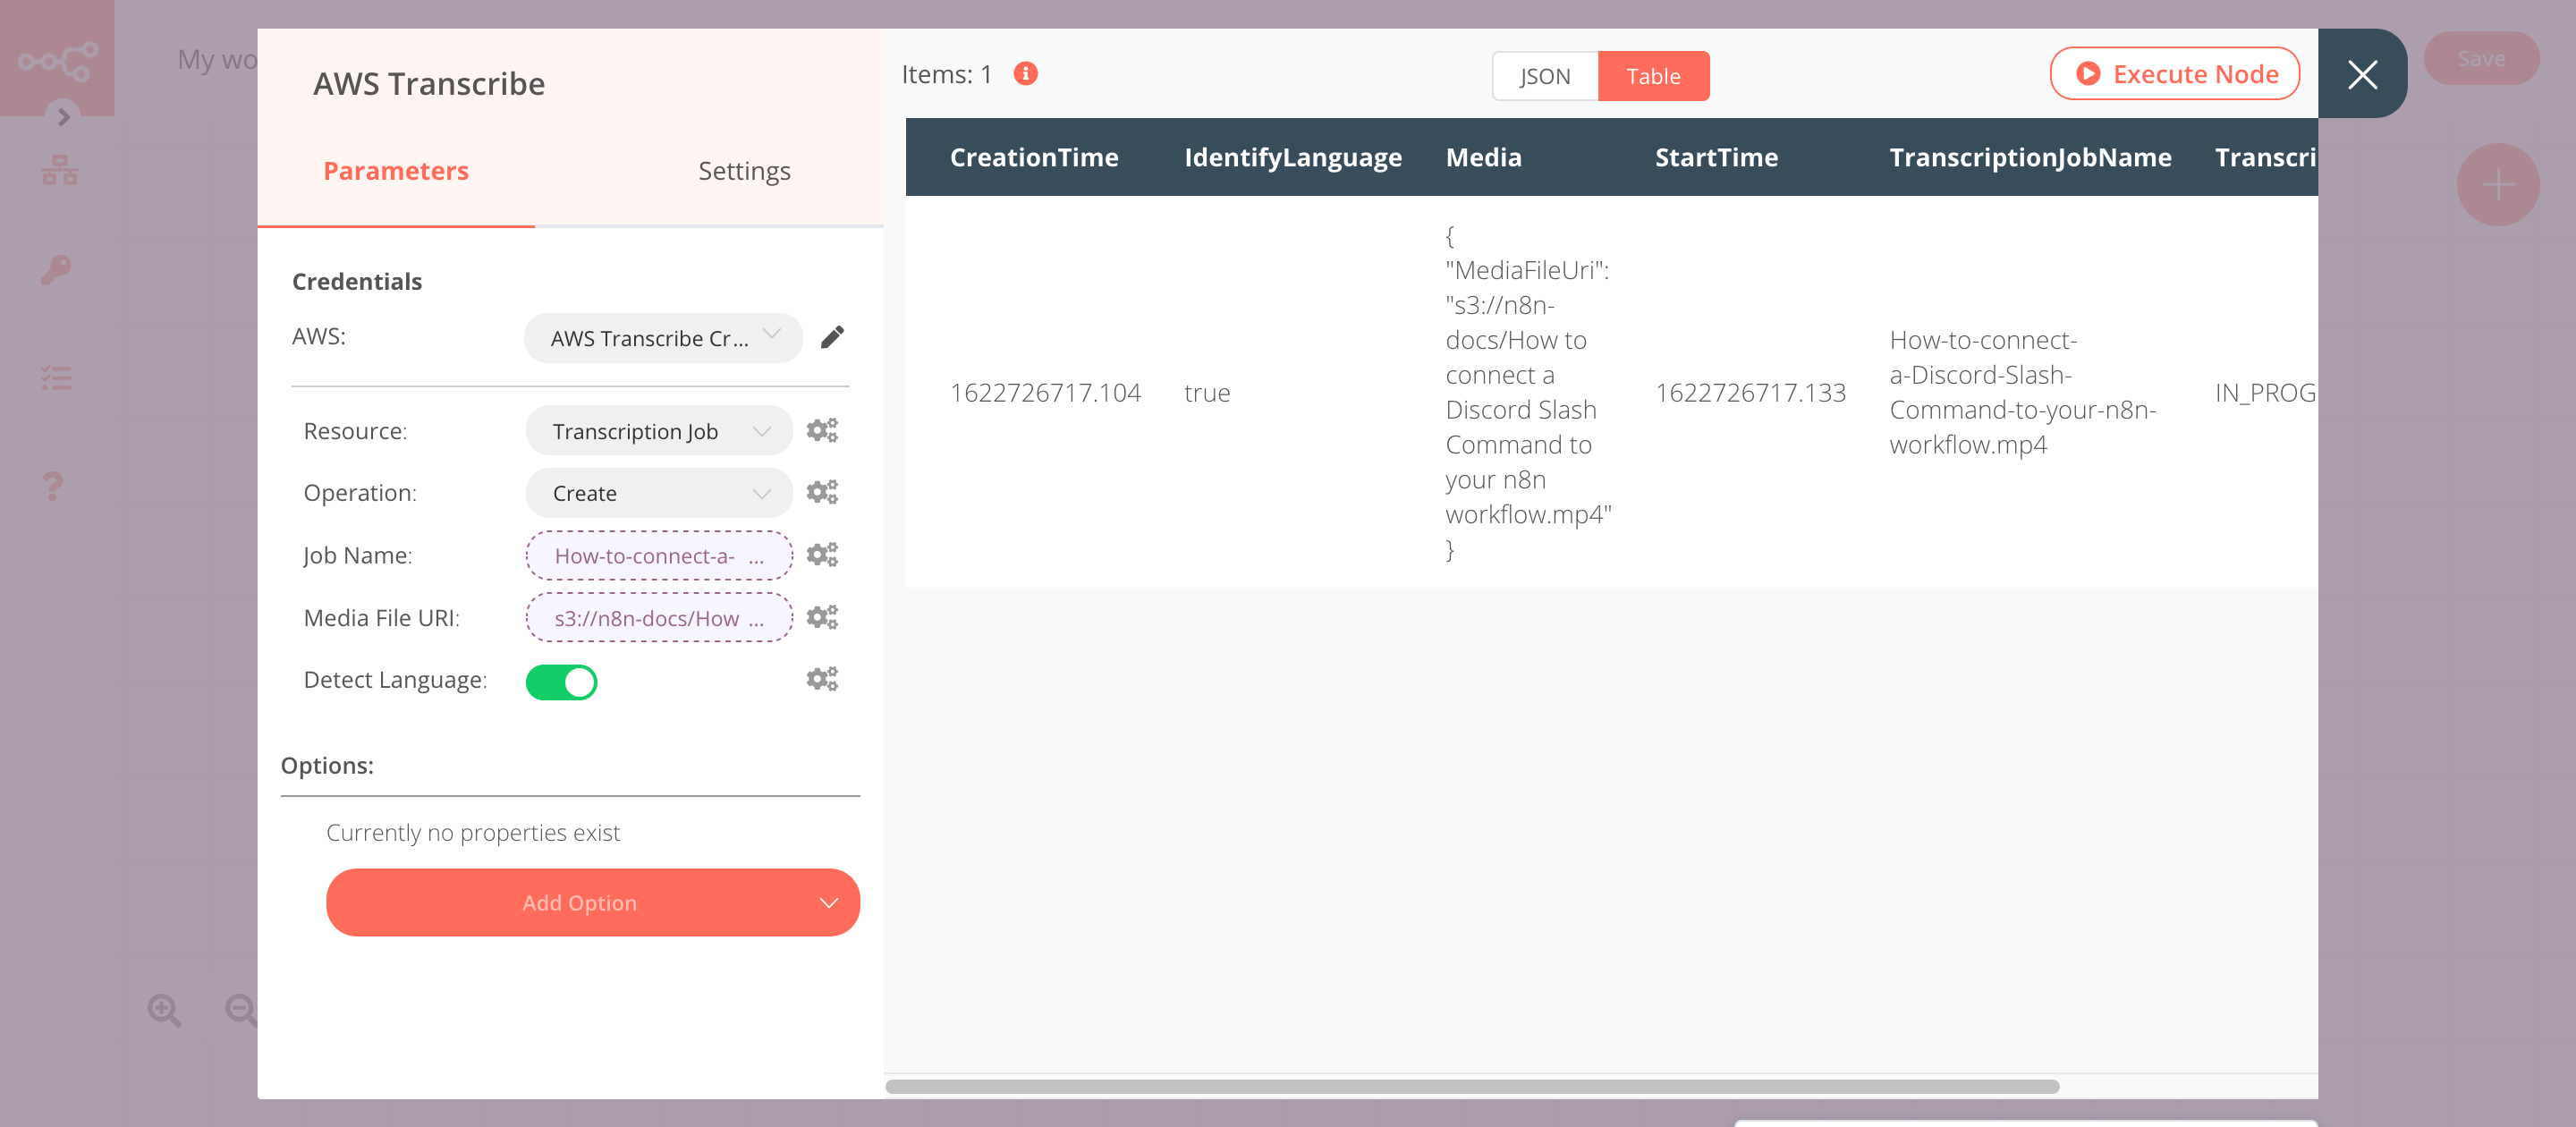 My wo
Save
AWS Transcribe
Parameters
Settings
Credentials
AWS:
AWS Transcribe Cr...
Resource:
Transcription Job
Operation:
Create
Job Name:
How-to-connect-a- ...
Media File URI:
s3://n8n-docs/How ...
Detect Language:
Options:
Currently no properties exist
Add Option
Items: 1
JSON
Table
Execute Node
CreationTime
IdentifyLanguage
Media
StartTime
TranscriptionJobName
Transcri
1622726717.104
true
{
"MediaFileUri":
"s3://n8n-
docs/How to
connect a
Discord Slash
Command to
your n8n
workflow.mp4"
}
1622726717.133
How-to-connect-
a-Discord-Slash-
Command-to-your-n8n-
workflow.mp4
IN_PROG